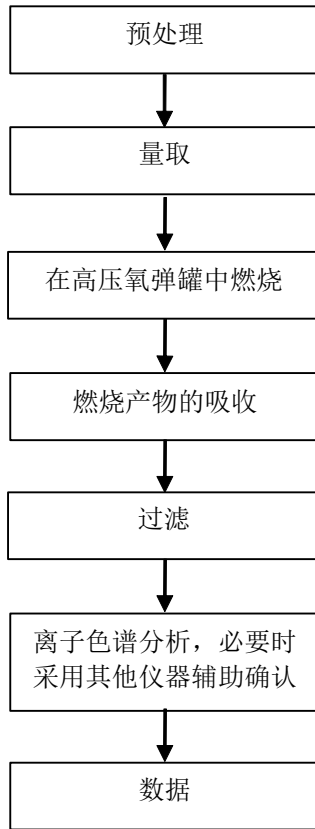 预处理
量取
在高压氧弹罐中燃烧
燃烧产物的吸收
过滤
离子色谱分析，必要时
采用其他仪器辅助确认
数据